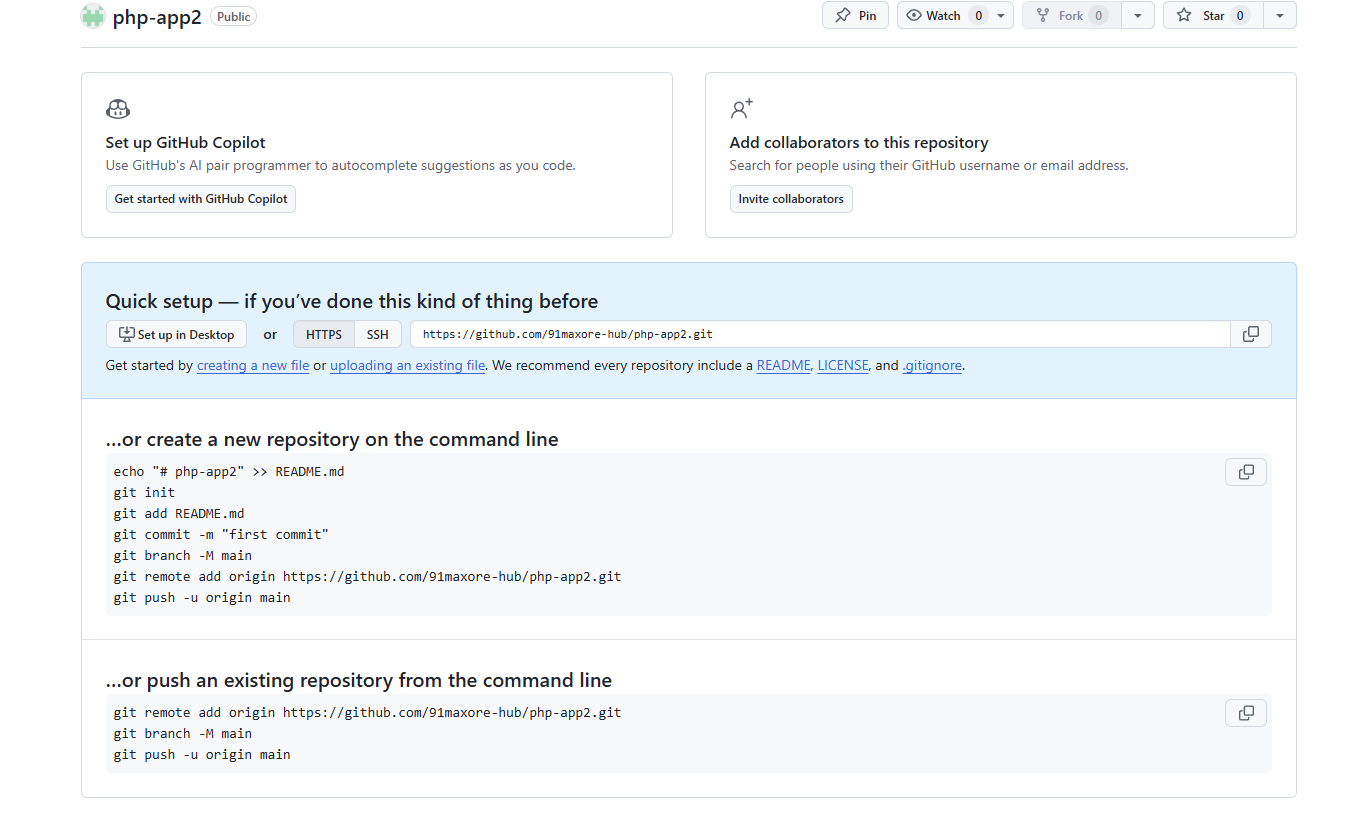 php-app2 Public Pin Watch 0 Fork 0 Star 0
Set up GitHub Copilot
Use GitHub's AI pair programmer to autocomplete suggestions as you code.
Get started with GitHub Copilot
Add collaborators to this repository
Search for people using their GitHub username or email address.
Invite collaborators
Quick setup — if you've done this kind of thing before
Set up in Desktop or HTTPS SSH https://github.com/91maxore-hub/php-app2.git
Get started by creating a new file or uploading an existing file. We recommend every repository include a README, LICENSE, and .gitignore.
…or create a new repository on the command line
echo "# php-app2" >> README.md
git init
git add README.md
git commit -m "first commit"
git branch -M main
git remote add origin https://github.com/91maxore-hub/php-app2.git
git push -u origin main
…or push an existing repository from the command line
git remote add origin https://github.com/91maxore-hub/php-app2.git
git branch -M main
git push -u origin main